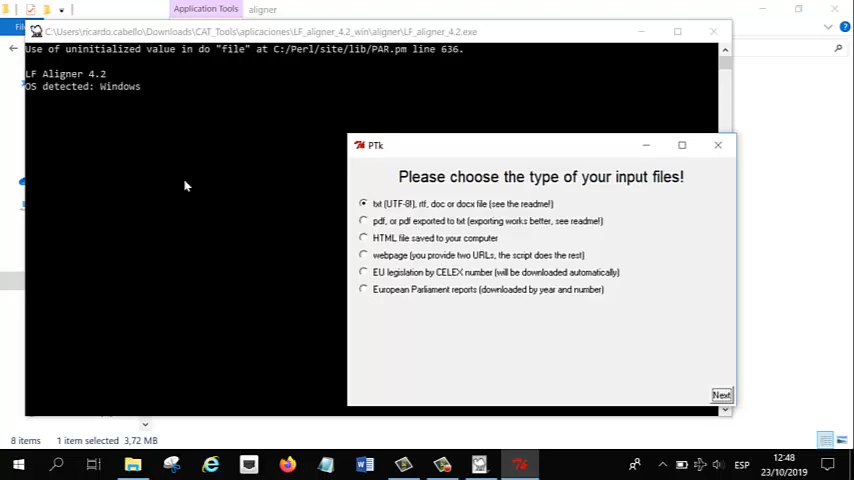 Application Tools
aligner
C:\Users\ricardo.cabello\Downloads\CAT_Tools\aplicaciones\LF_aligner_4.2_win\aligner\LF_aligner_4.2.exe
Use of uninitialized value in do "file" at C:/Perl/site/lib/PAR.pm line 636.
LF Aligner 4.2
OS detected: Windows
PTk
Please choose the type of your input files!
txt (UTF-8!), rtf, doc or docx file (see the readme!)
pdf, or pdf exported to txt (exporting works better, see readme!)
HTML file saved to your computer
webpage (you provide two URLs, the script does the rest)
EU legislation by CELEX number (will be downloaded automatically)
European Parliament reports (downloaded by year and number)
Next
8 items 1 item selected 3,72 MB
ESP
12:48
23/10/2019